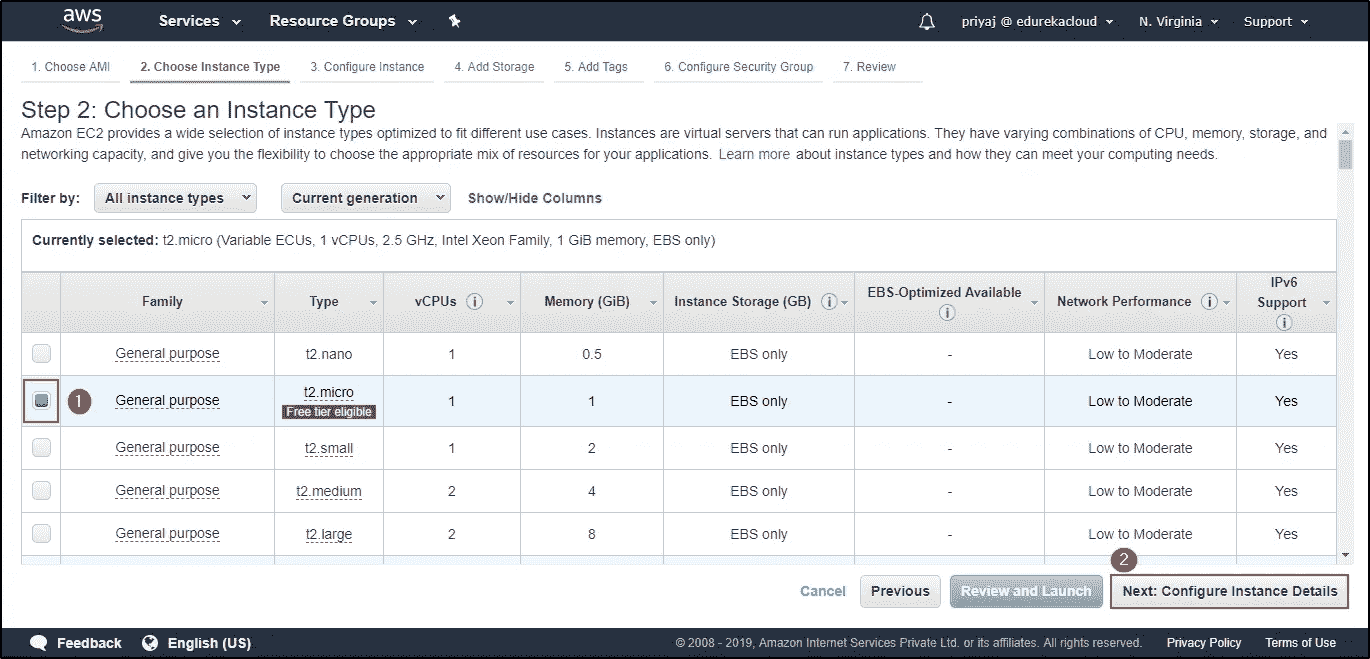 aws Services Resource Groups priyaj @ edurekacloud N. Virginia Support
1. Choose AMI 2. Choose Instance Type 3. Configure Instance 4. Add Storage 5. Add Tags 6. Configure Security Group 7. Review
Step 2: Choose an Instance Type
Amazon EC2 provides a wide selection of instance types optimized to fit different use cases. Instances are virtual servers that can run applications. They have varying combinations of CPU, memory, storage, and
networking capacity, and give you the flexibility to choose the appropriate mix of resources for your applications. Learn more about instance types and how they can meet your computing needs.
Filter by: All instance types Current generation Show/Hide Columns
Currently selected: t2.micro (Variable ECUs, 1 vCPUs, 2.5 GHz, Intel Xeon Family, 1 GiB memory, EBS only)
Family Type vCPUs i Memory (GiB) Instance Storage (GB) i EBS-Optimized Available i Network Performance i IPv6 Support i
General purpose t2.nano 1 0.5 EBS only - Low to Moderate Yes
1 General purpose t2.micro Free tier eligible 1 1 EBS only - Low to Moderate Yes
General purpose t2.small 1 2 EBS only - Low to Moderate Yes
General purpose t2.medium 2 4 EBS only - Low to Moderate Yes
General purpose t2.large 2 8 EBS only - Low to Moderate Yes
2
Cancel Previous Review and Launch Next: Configure Instance Details
Feedback English (US) © 2008 - 2019, Amazon Internet Services Private Ltd. or its affiliates. All rights reserved. Privacy Policy Terms of Use